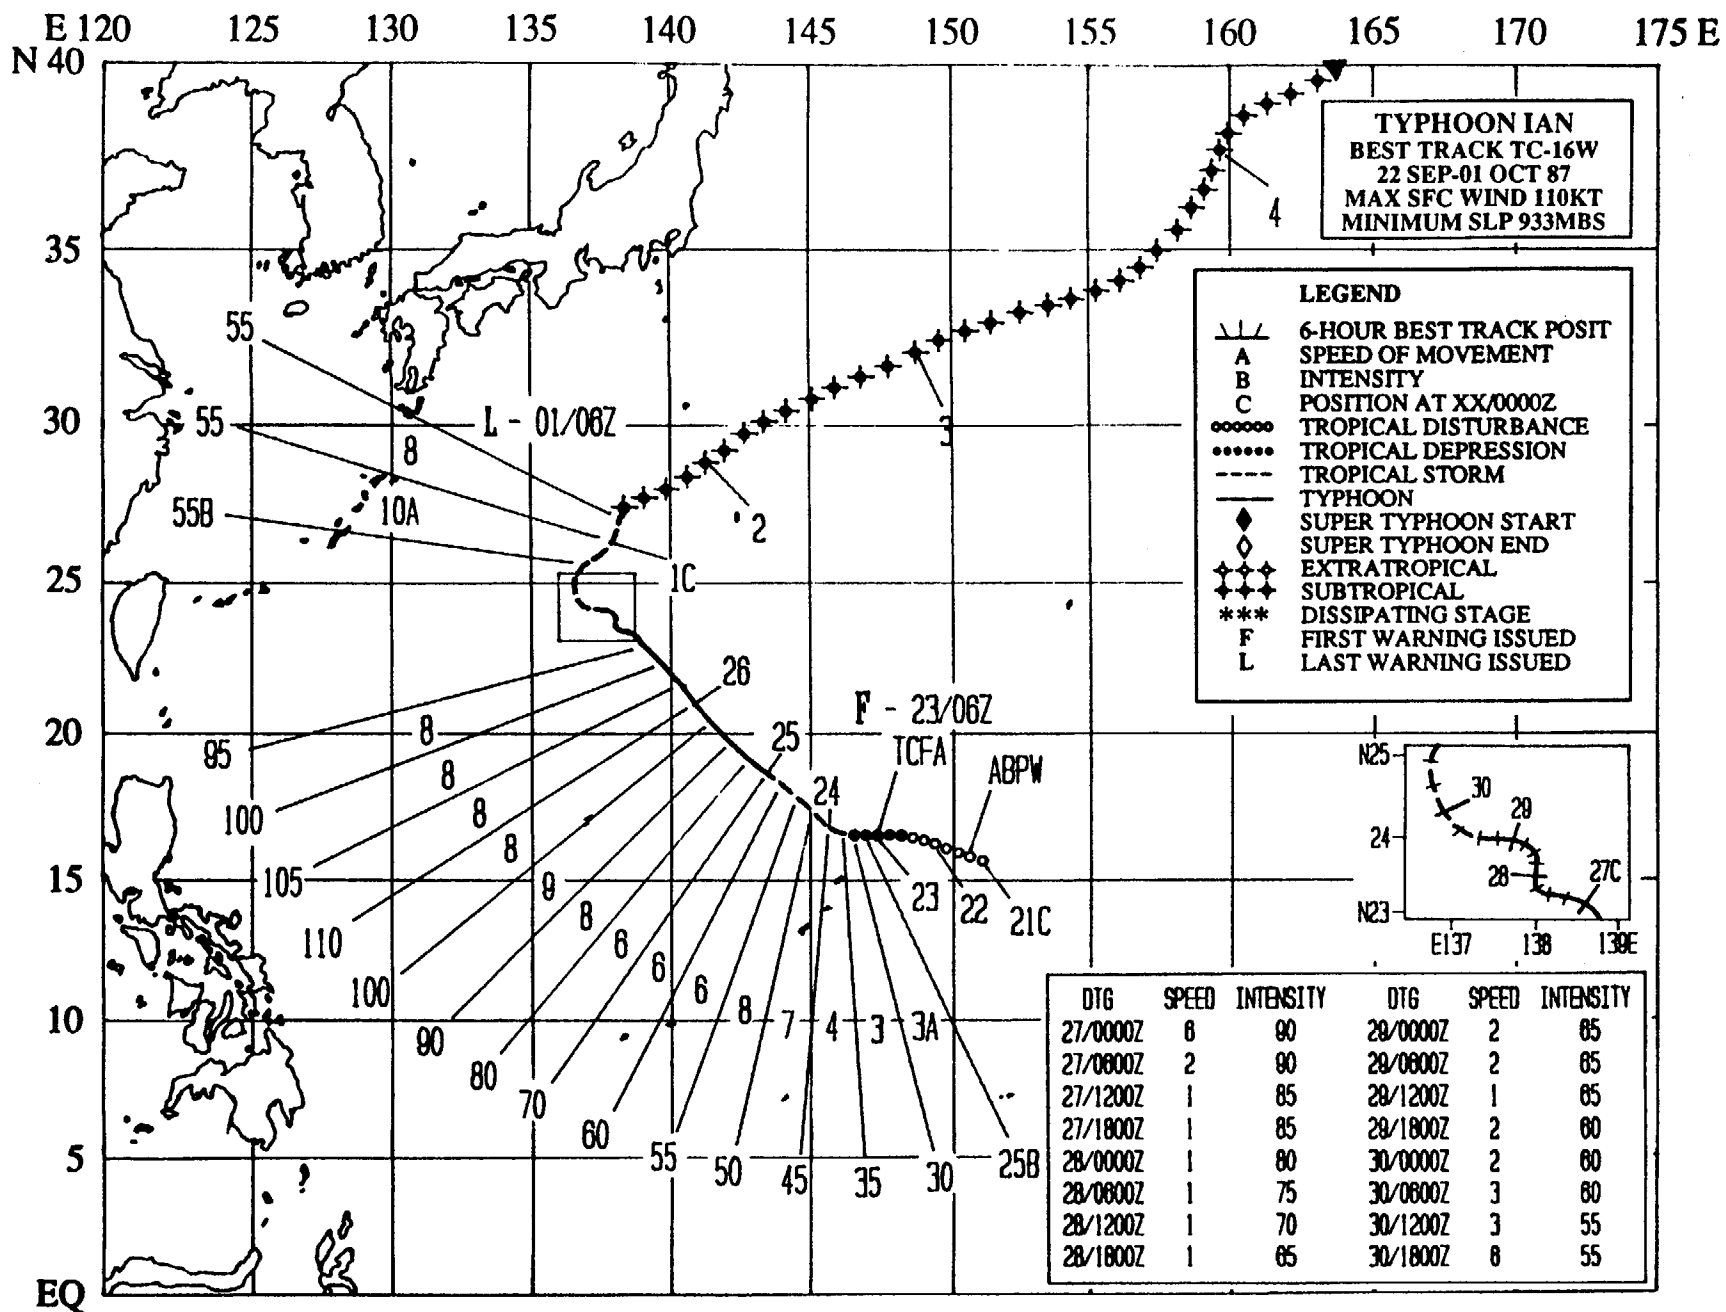 E 120 125 130 135 140 145 150 155 160 165 170 175 E
N 40
TYPHOON IAN
BEST TRACK TC-16W
22 SEP-01 OCT 87
MAX SFC WIND 110KT
MINIMUM SLP 933MBS
4
35
LEGEND
6-HOUR BEST TRACK POSIT
A SPEED OF MOVEMENT
B INTENSITY
C POSITION AT XX/0000Z
TROPICAL DISTURBANCE
TROPICAL DEPRESSION
TROPICAL STORM
TYPHOON
SUPER TYPHOON START
SUPER TYPHOON END
EXTRATROPICAL
SUBTROPICAL
*** DISSIPATING STAGE
F FIRST WARNING ISSUED
L LAST WARNING ISSUED
55
30 55 L - 01/06Z 3
8
55B 10A 2
25 1C
26
F - 23/06Z
20 95 8 25 TCFA
8 ABPW
100 8 24
8
15 105 9 23 22 21C
110 8 6
100 6 6
10 90 8 7 4 3 3A
80
70
60
5 55 50 45 35 30 25B
EQ
N25
30
29
24
28 27C
N23
E137 138 139E
DTG SPEED INTENSITY DTG SPEED INTENSITY
27/0000Z 6 90 29/0000Z 2 65
27/0600Z 2 90 29/0600Z 2 65
27/1200Z 1 85 29/1200Z 1 65
27/1800Z 1 85 29/1800Z 2 60
28/0000Z 1 80 30/0000Z 2 60
28/0600Z 1 75 30/0600Z 3 60
28/1200Z 1 70 30/1200Z 3 55
28/1800Z 1 65 30/1800Z 6 55